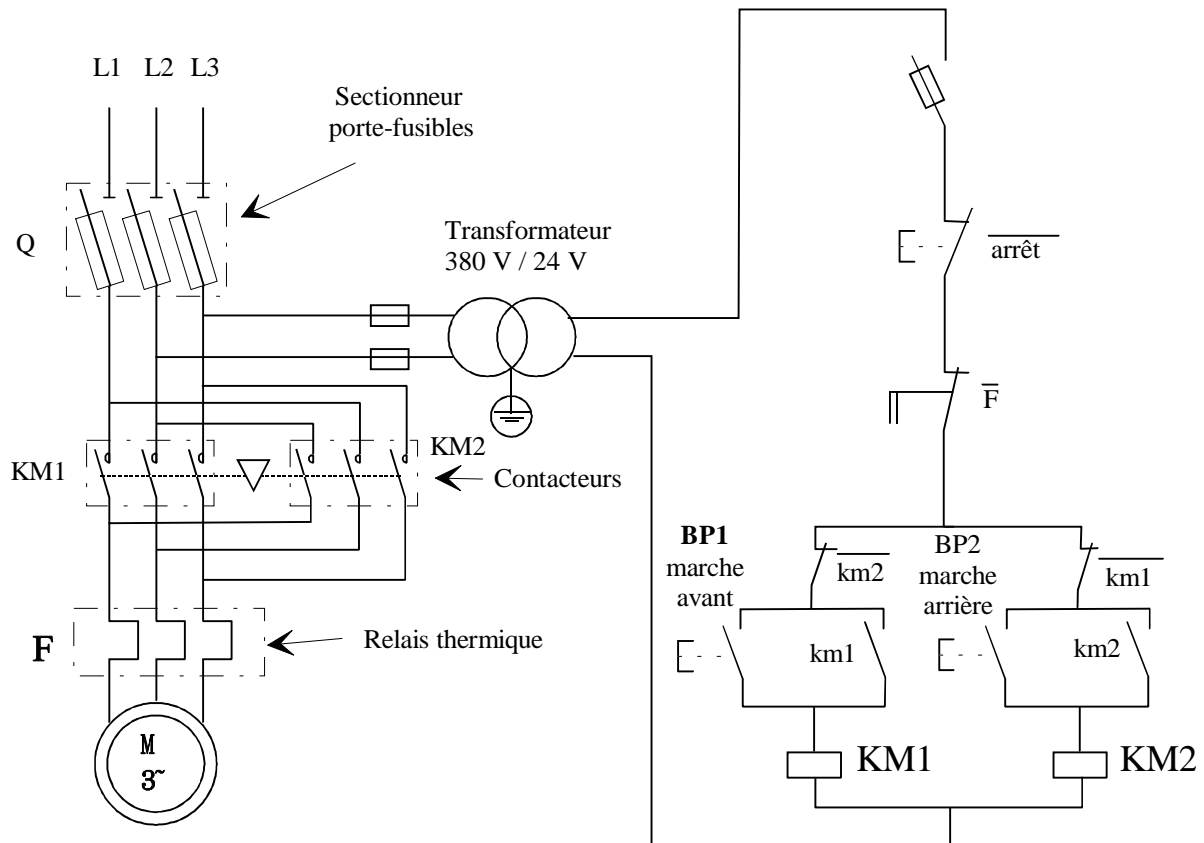 L1 L2 L3
Sectionneur
porte-fusibles
Q
Transformateur
380 V / 24 V
arrêt
F
KM1
KM2
Contacteurs
BP1
marche
avant
km2
BP2
marche
arrière
km1
F
Relais thermique
km1
km2
M
3~
KM1
KM2